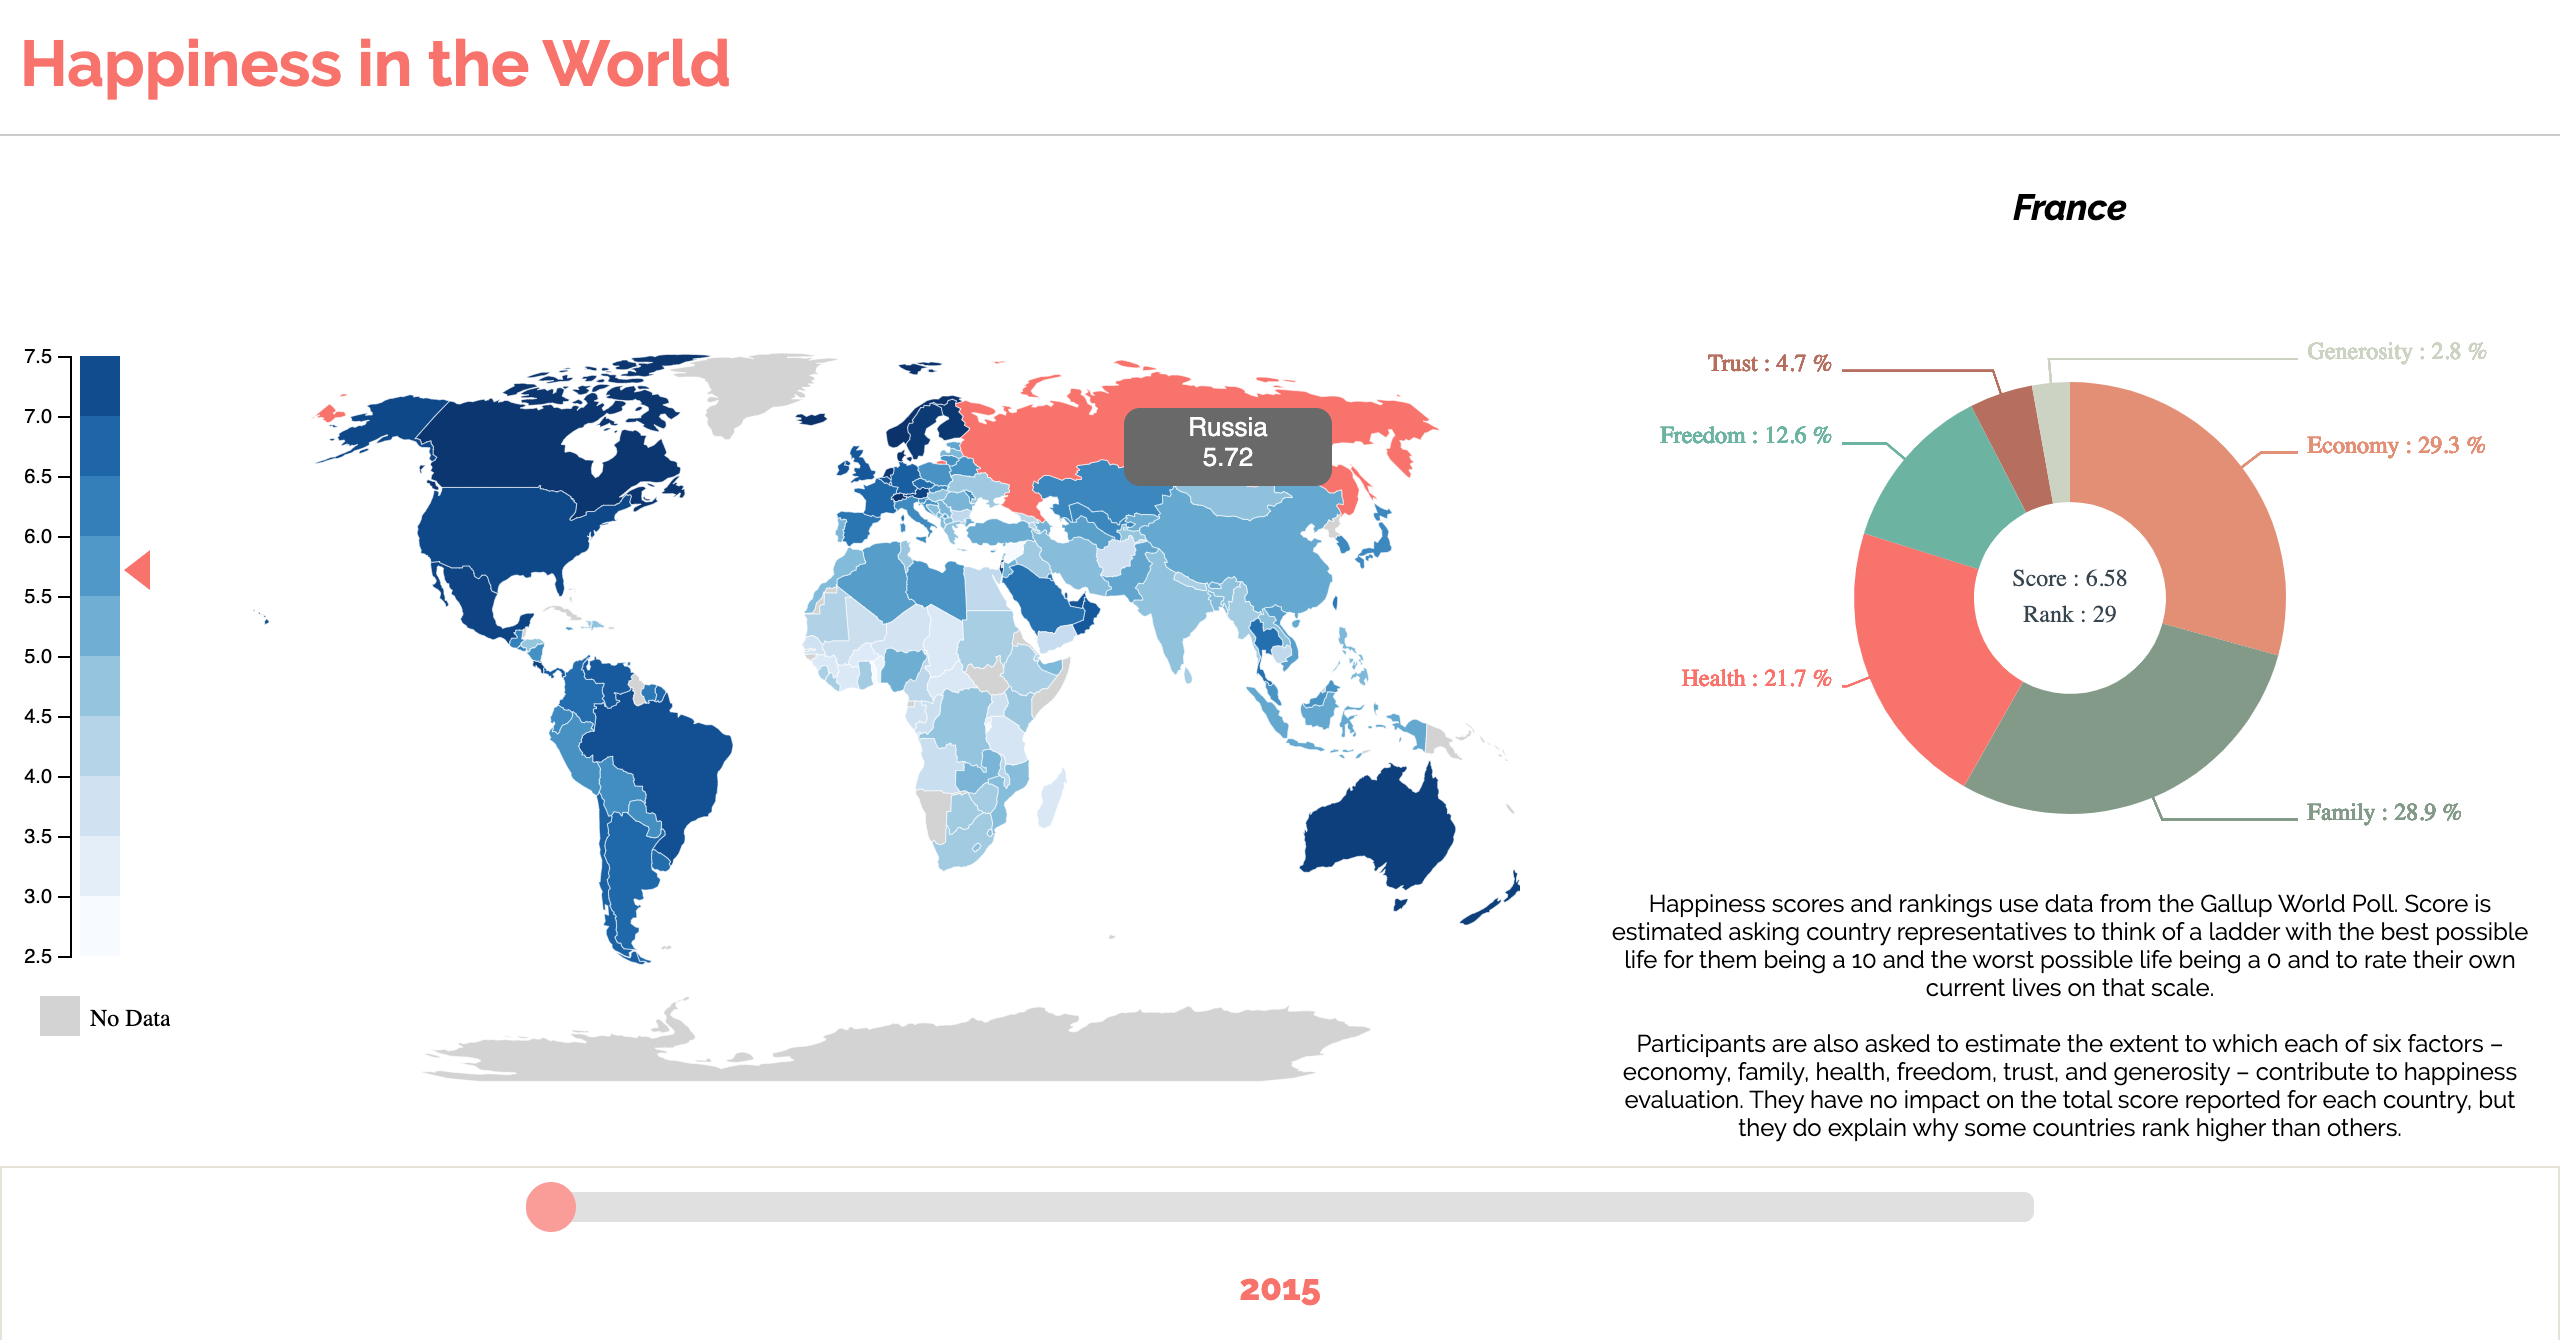 Happiness in the World
France
7.5
7.0
6.5
6.0
5.5
5.0
4.5
4.0
3.5
3.0
2.5
No Data
Russia
5.72
Trust : 4.7 %
Generosity : 2.8 %
Freedom : 12.6 %
Economy : 29.3 %
Score : 6.58
Rank : 29
Health : 21.7 %
Family : 28.9 %
Happiness scores and rankings use data from the Gallup World Poll. Score is
estimated asking country representatives to think of a ladder with the best possible
life for them being a 10 and the worst possible life being a 0 and to rate their own
current lives on that scale.
Participants are also asked to estimate the extent to which each of six factors –
economy, family, health, freedom, trust, and generosity – contribute to happiness
evaluation. They have no impact on the total score reported for each country, but
they do explain why some countries rank higher than others.
2015